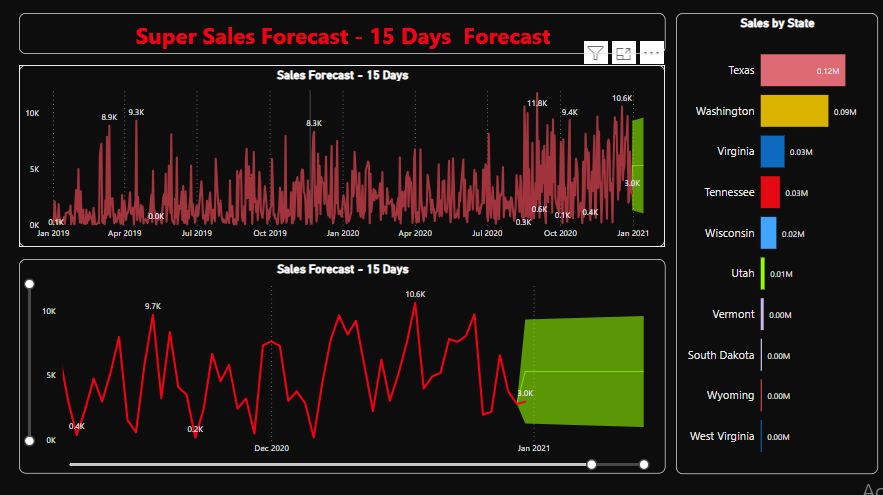 Super Sales Forecast - 15 Days Forecast
Sales Forecast - 15 Days
10K
5K
0K
8.9K
9.3K
8.3K
11.8K
9.4K
10.6K
3.0K
0.1K
0.0K
0.3K
0.6K
0.1K
0.4K
Jan 2019
Apr 2019
Jul 2019
Oct 2019
Jan 2020
Apr 2020
Jul 2020
Oct 2020
Jan 2021
Sales Forecast - 15 Days
10K
5K
0K
9.7K
10.6K
3.0K
0.4K
0.2K
Dec 2020
Jan 2021
Sales by State
Texas 0.12M
Washington 0.09M
Virginia 0.03M
Tennessee 0.03M
Wisconsin 0.02M
Utah 0.01M
Vermont 0.00M
South Dakota 0.00M
Wyoming 0.00M
West Virginia 0.00M